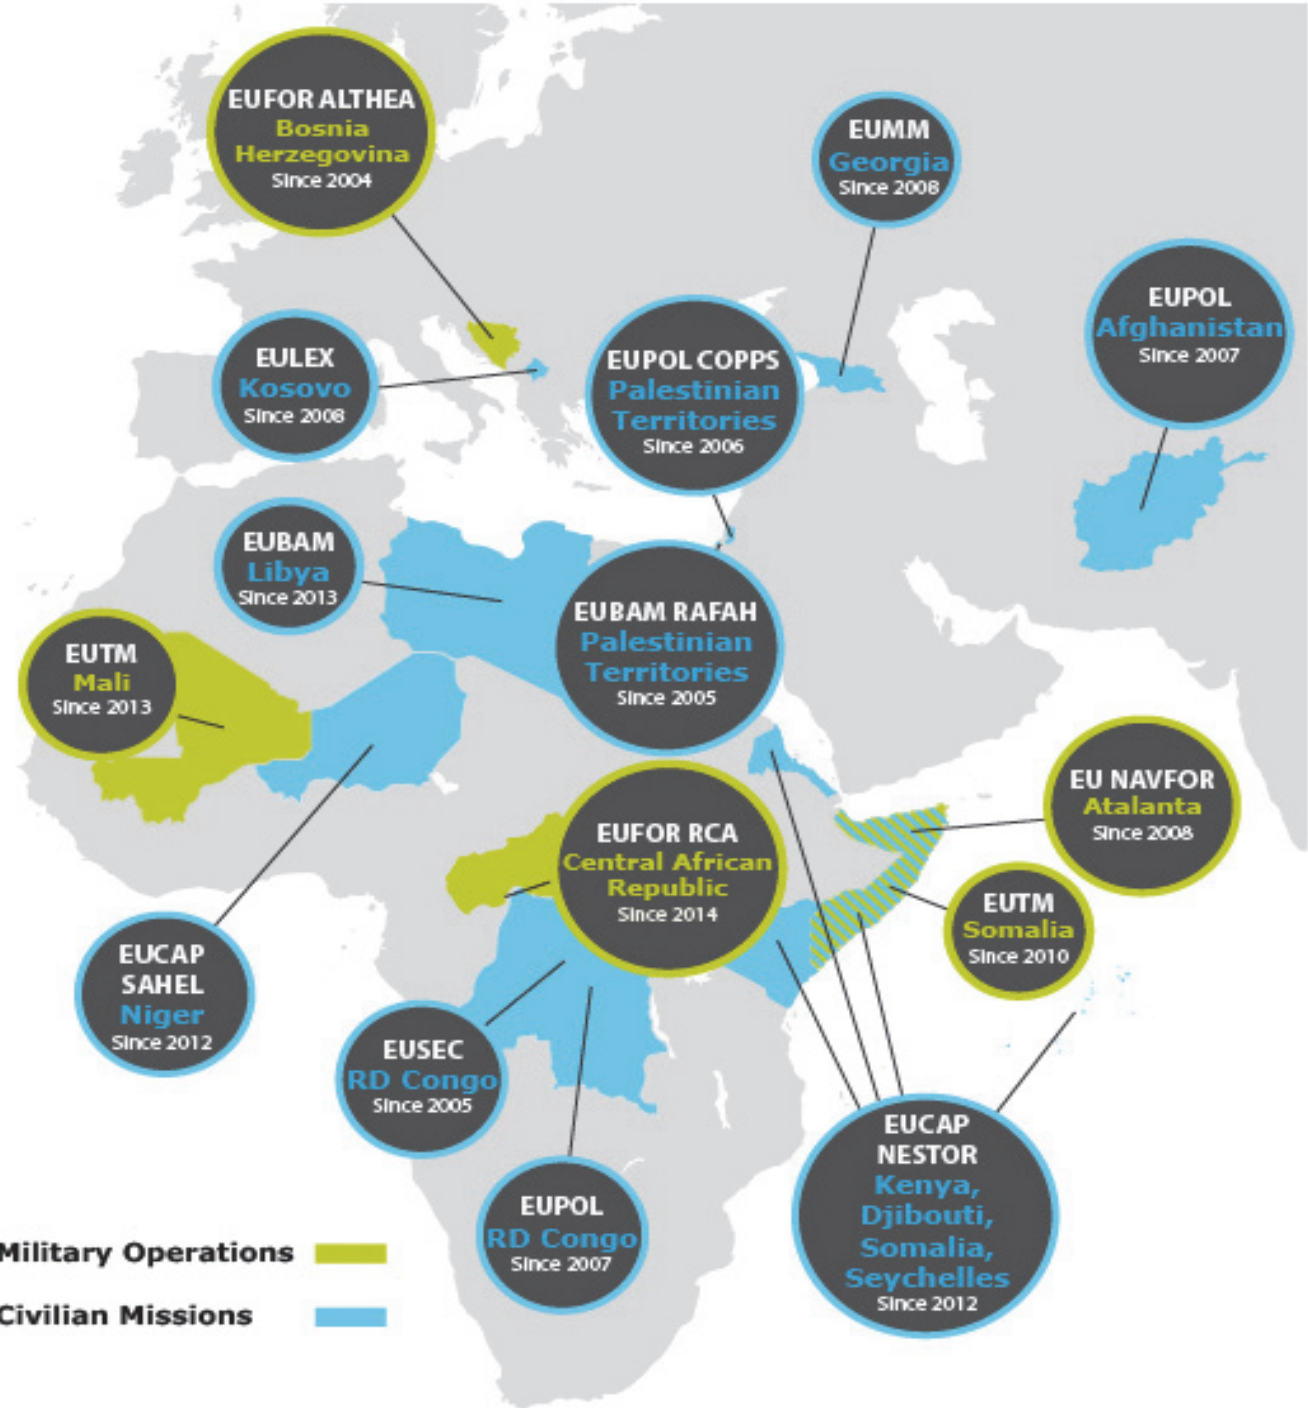 EUFOR ALTHEA
Bosnia
Herzegovina
Since 2004
EUMM
Georgia
Since 2008
EUPOL
Afghanistan
Since 2007
EULEX
Kosovo
Since 2008
EUPOL COPPS
Palestinian
Territories
Since 2006
EUBAM
Libya
Since 2013
EUBAM RAFAH
Palestinian
Territories
Since 2005
EUTM
Mali
Since 2013
EU NAVFOR
Atalanta
Since 2008
EUFOR RCA
Central African
Republic
Since 2014
EUTM
Somalia
Since 2010
EUCAP
SAHEL
Niger
Since 2012
EUSEC
RD Congo
Since 2005
EUCAP
NESTOR
Kenya,
Djibouti,
Somalia,
Seychelles
Since 2012
EUPOL
RD Congo
Since 2007
Military Operations
Civilian Missions